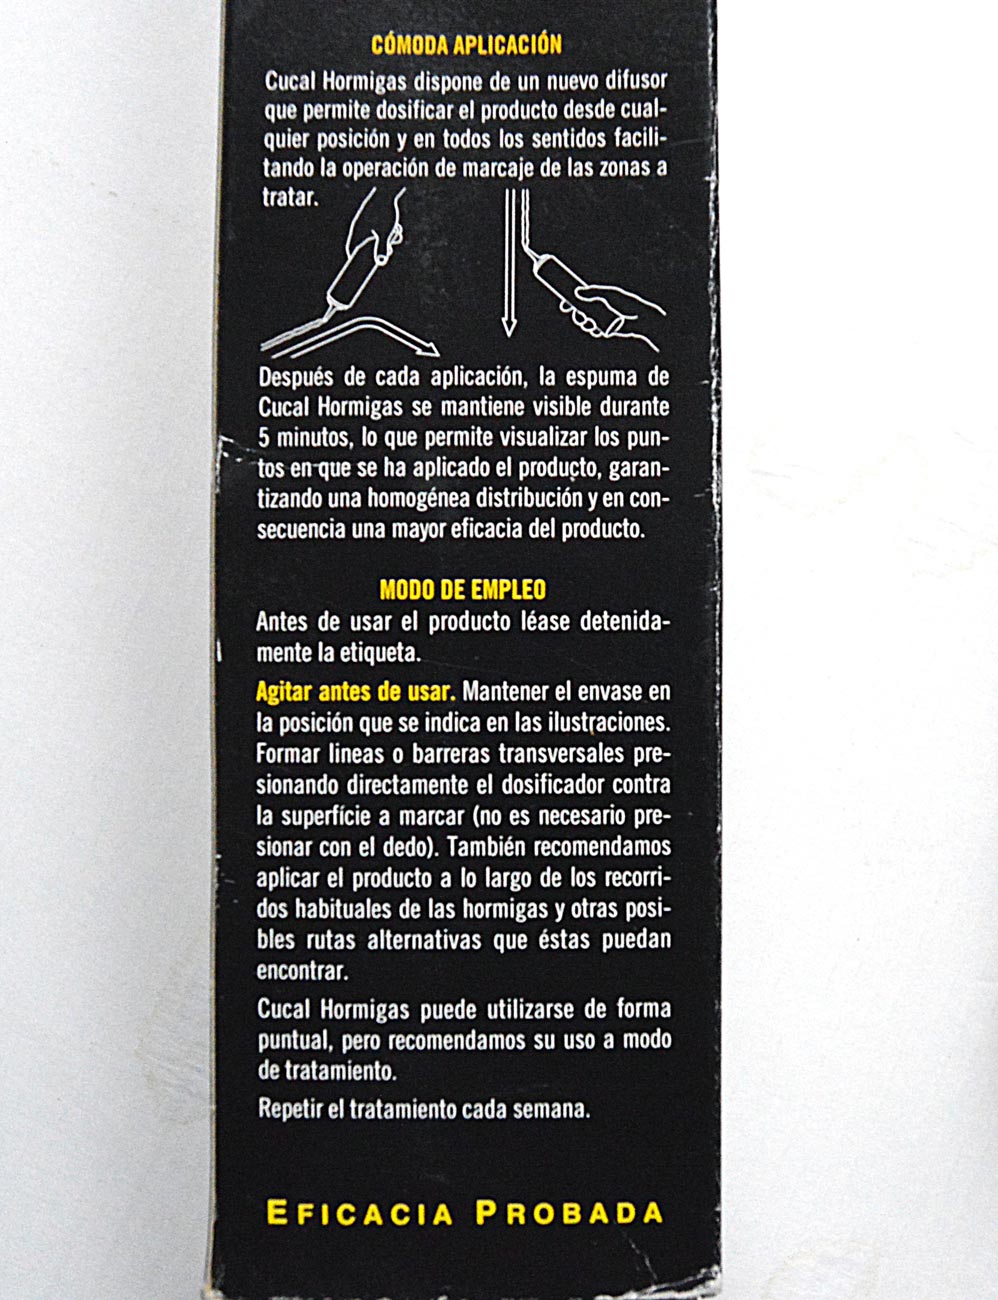 CÓMODA APLICACIÓN
Cucal Hormigas dispone de un nuevo difusor
que permite dosificar el producto desde cual-
quier posición y en todos los sentidos facili-
tando la operación de marcaje de las zonas a
tratar.
Después de cada aplicación, la espuma de
Cucal Hormigas se mantiene visible durante
5 minutos, lo que permite visualizar los pun-
tos en que se ha aplicado el producto, garan-
tizando una homogénea distribución y en con-
secuencia una mayor eficacia del producto.
MODO DE EMPLEO
Antes de usar el producto léase detenida-
mente la etiqueta.
Agitar antes de usar. Mantener el envase en
la posición que se indica en las ilustraciones.
Formar lineas o barreras transversales pre-
sionando directamente el dosificador contra
la superfície a marcar (no es necesario pre-
sionar con el dedo). También recomendamos
aplicar el producto a lo largo de los recorri-
dos habituales de las hormigas y otras posi-
bles rutas alternativas que éstas puedan
encontrar.
Cucal Hormigas puede utilizarse de forma
puntual, pero recomendamos su uso a modo
de tratamiento.
Repetir el tratamiento cada semana.
EFICACIA PROBADA